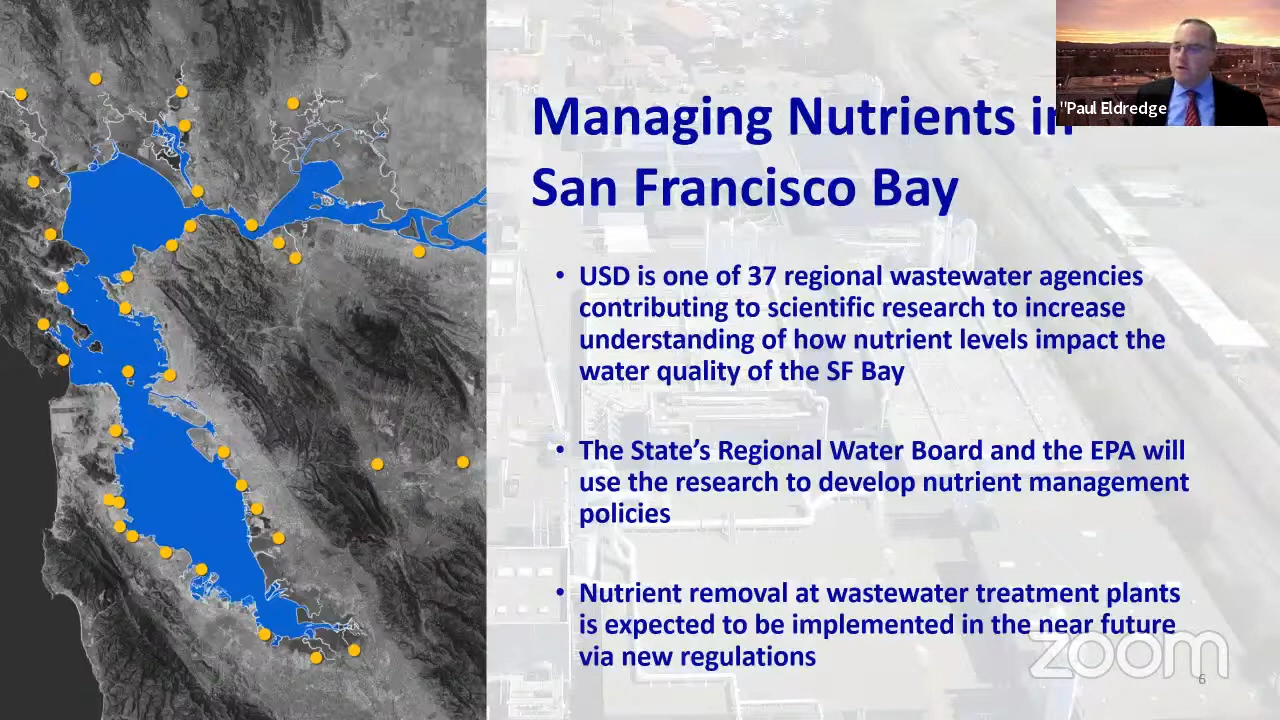 Managing Nutrients in
"Paul Eldredge
San Francisco Bay
• USD is one of 37 regional wastewater agencies
contributing to scientific research to increase
understanding of how nutrient levels impact the
water quality of the SF Bay
• The State's Regional Water Board and the EPA will
use the research to develop nutrient management
policies
• Nutrient removal at wastewater treatment plants
is expected to be implemented in the near future
via new regulations
zoom